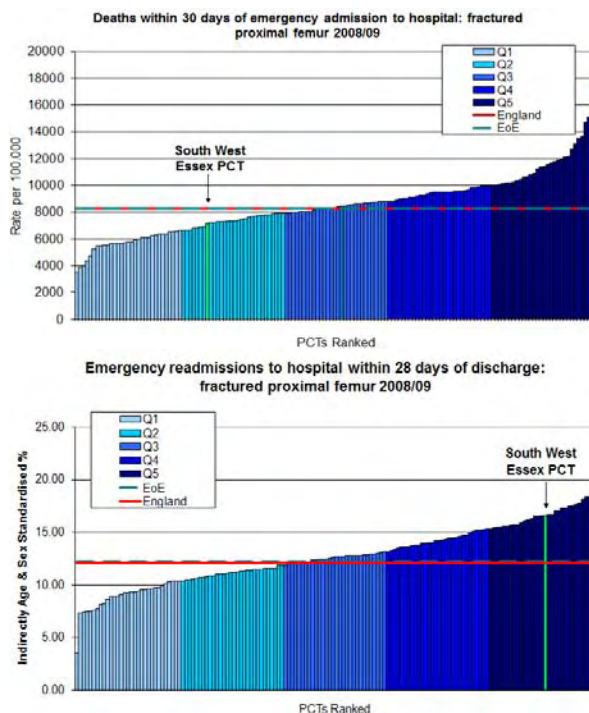 Deaths within 30 days of emergency admission to hospital: fractured
proximal femur 2008/09
20000
18000
16000
14000
12000
10000
8000
6000
4000
2000
0
Rate per 100,000
Q1
Q2
Q3
Q4
Q5
England
EoE
South West
Essex PCT
PCTs Ranked
Emergency readmissions to hospital within 28 days of discharge:
fractured proximal femur 2008/09
25.00
20.00
15.00
10.00
5.00
0.00
Indirectly Age & Sex Standardised %
Q1
Q2
Q3
Q4
Q5
EoE
England
South West
Essex PCT
PCTs Ranked